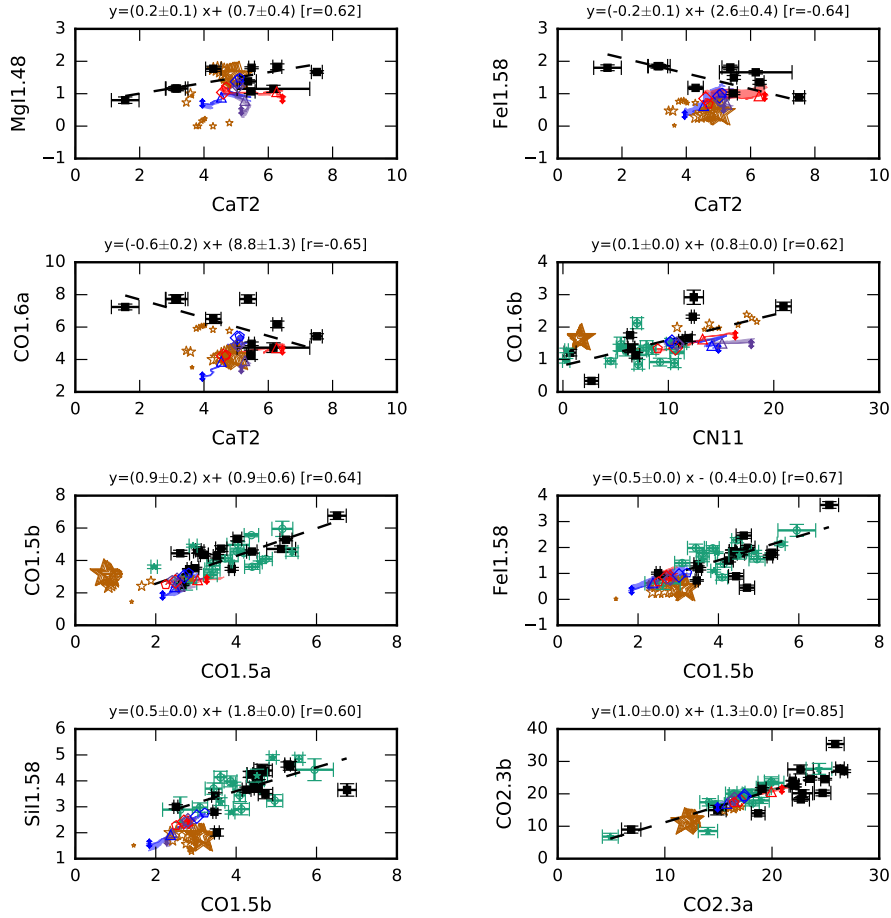 y=(0.2±0.1) x+ (0.7±0.4) [r=0.62]
MgI1.48
3
2
1
0
−1
0 2 4 6 8 10
CaT2
y=(-0.2±0.1) x+ (2.6±0.4) [r=-0.64]
FeI1.58
3
2
1
0
−1
0 2 4 6 8 10
CaT2
y=(-0.6±0.2) x+ (8.8±1.3) [r=-0.65]
CO1.6a
10
8
6
4
2
0 2 4 6 8 10
CaT2
y=(0.1±0.0) x+ (0.8±0.0) [r=0.62]
CO1.6b
4
3
2
1
0
0 10 20 30
CN11
y=(0.9±0.2) x+ (0.9±0.6) [r=0.64]
CO1.5b
8
6
4
2
0
0 2 4 6 8
CO1.5a
y=(0.5±0.0) x - (0.4±0.0) [r=0.67]
FeI1.58
4
3
2
1
0
−1
0 2 4 6 8
CO1.5b
y=(0.5±0.0) x+ (1.8±0.0) [r=0.60]
SiI1.58
6
5
4
3
2
1
0 2 4 6 8
CO1.5b
y=(1.0±0.0) x+ (1.3±0.0) [r=0.85]
CO2.3b
40
30
20
10
0
0 10 20 30
CO2.3a